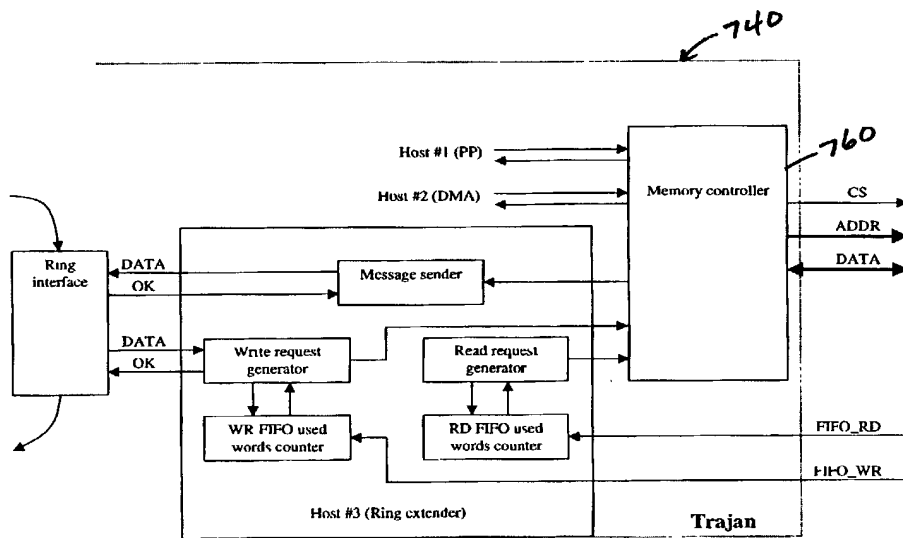 740
760
Host #1 (PP)
Memory controller
Host #2 (DMA)
CS
ADDR
DATA
Ring
interface
DATA
OK
Message sender
DATA
OK
Write request
generator
Read request
generator
WR FIFO used
words counter
RD FIFO used
words counter
FIFO_RD
FIFO_WR
Host #3 (Ring extender)
Trajan